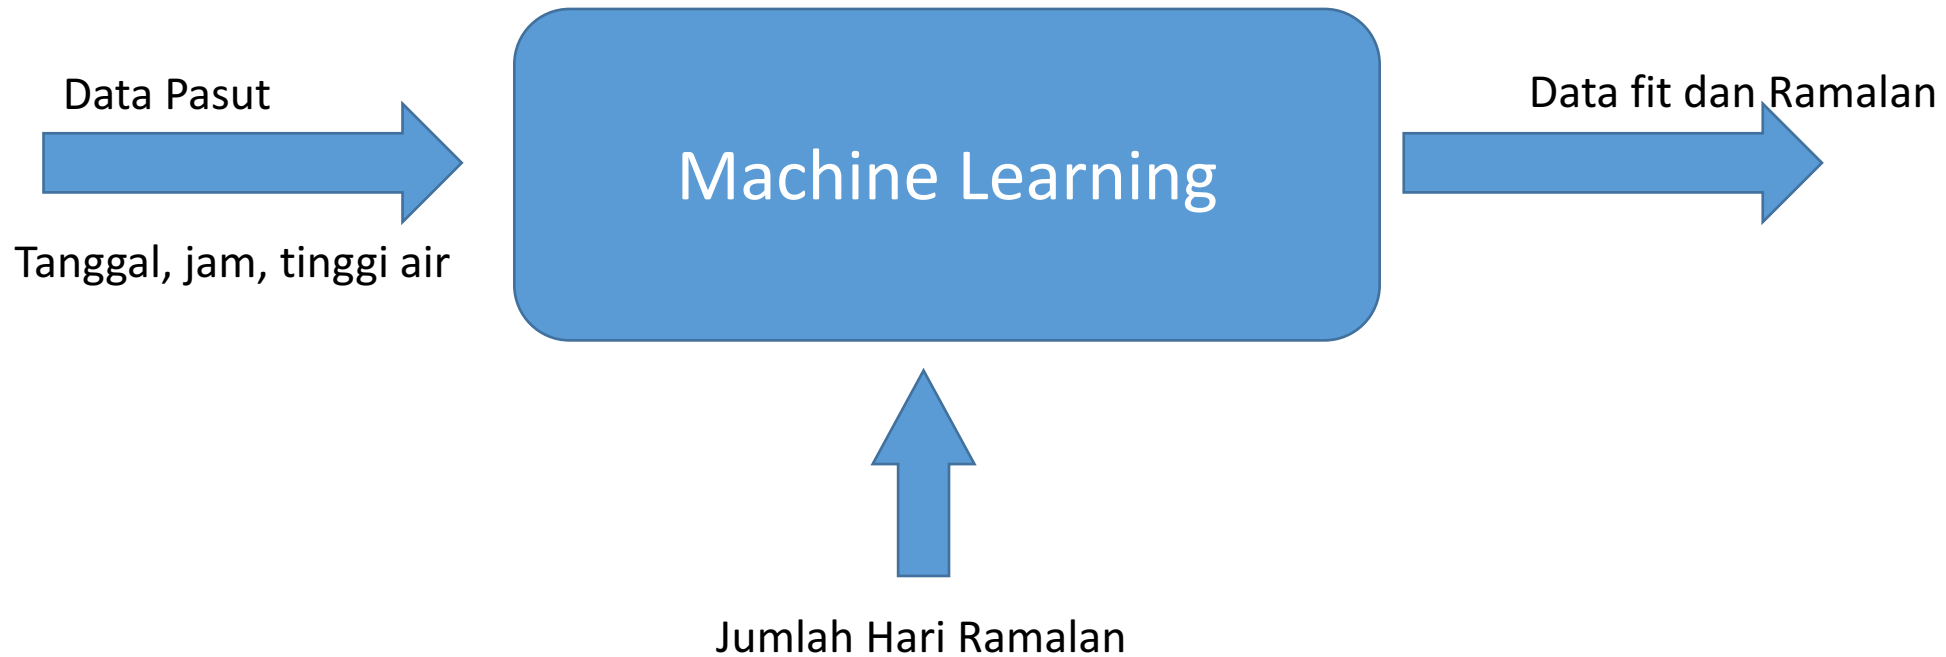 Data Pasut
Data fit dan Ramalan
Machine Learning
Tanggal, jam, tinggi air
Jumlah Hari Ramalan